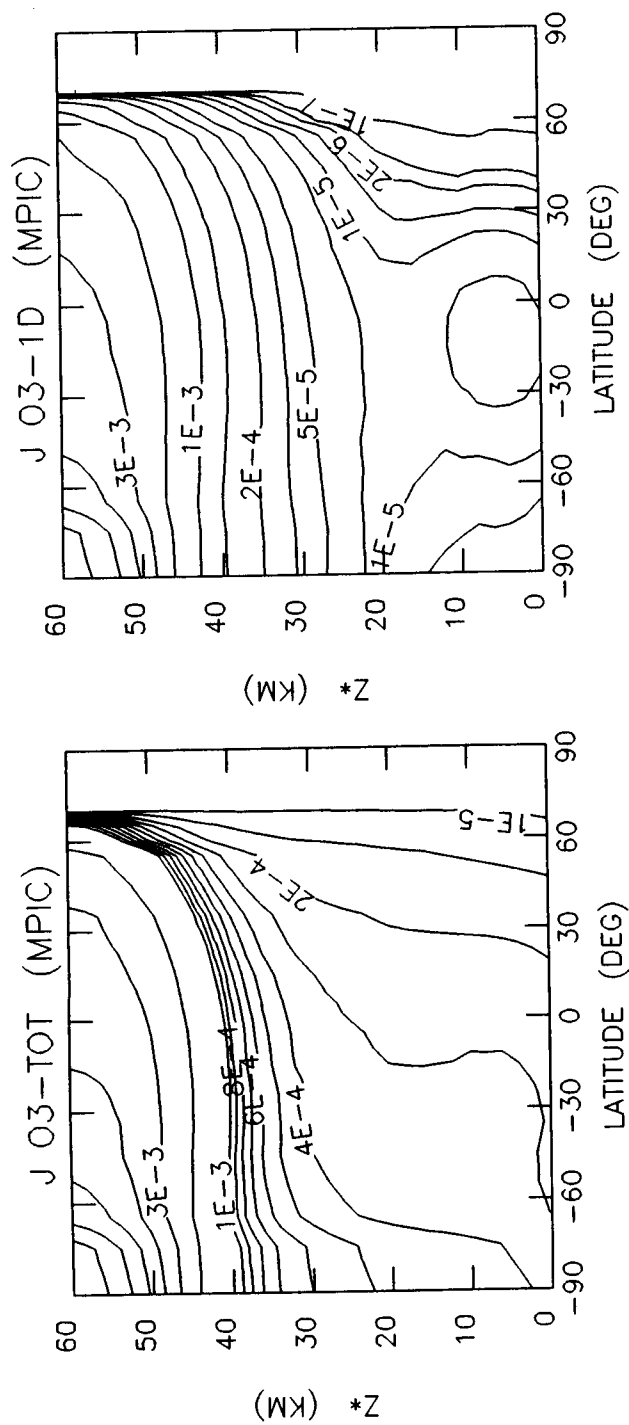 J O3-TOT (MPIC)
60
50
40
30
20
10
0
Z* (KM)
3E-3
1E-3
8E-4
6E-4
4E-4
2E-4
1E-5
-90
-60
-30
0
30
60
90
LATITUDE (DEG)
J O3-1D (MPIC)
60
50
40
30
20
10
0
Z* (KM)
3E-3
1E-3
2E-4
5E-5
1E-5
1E-5
2E-6
1E-7
-90
-60
-30
0
30
60
90
LATITUDE (DEG)